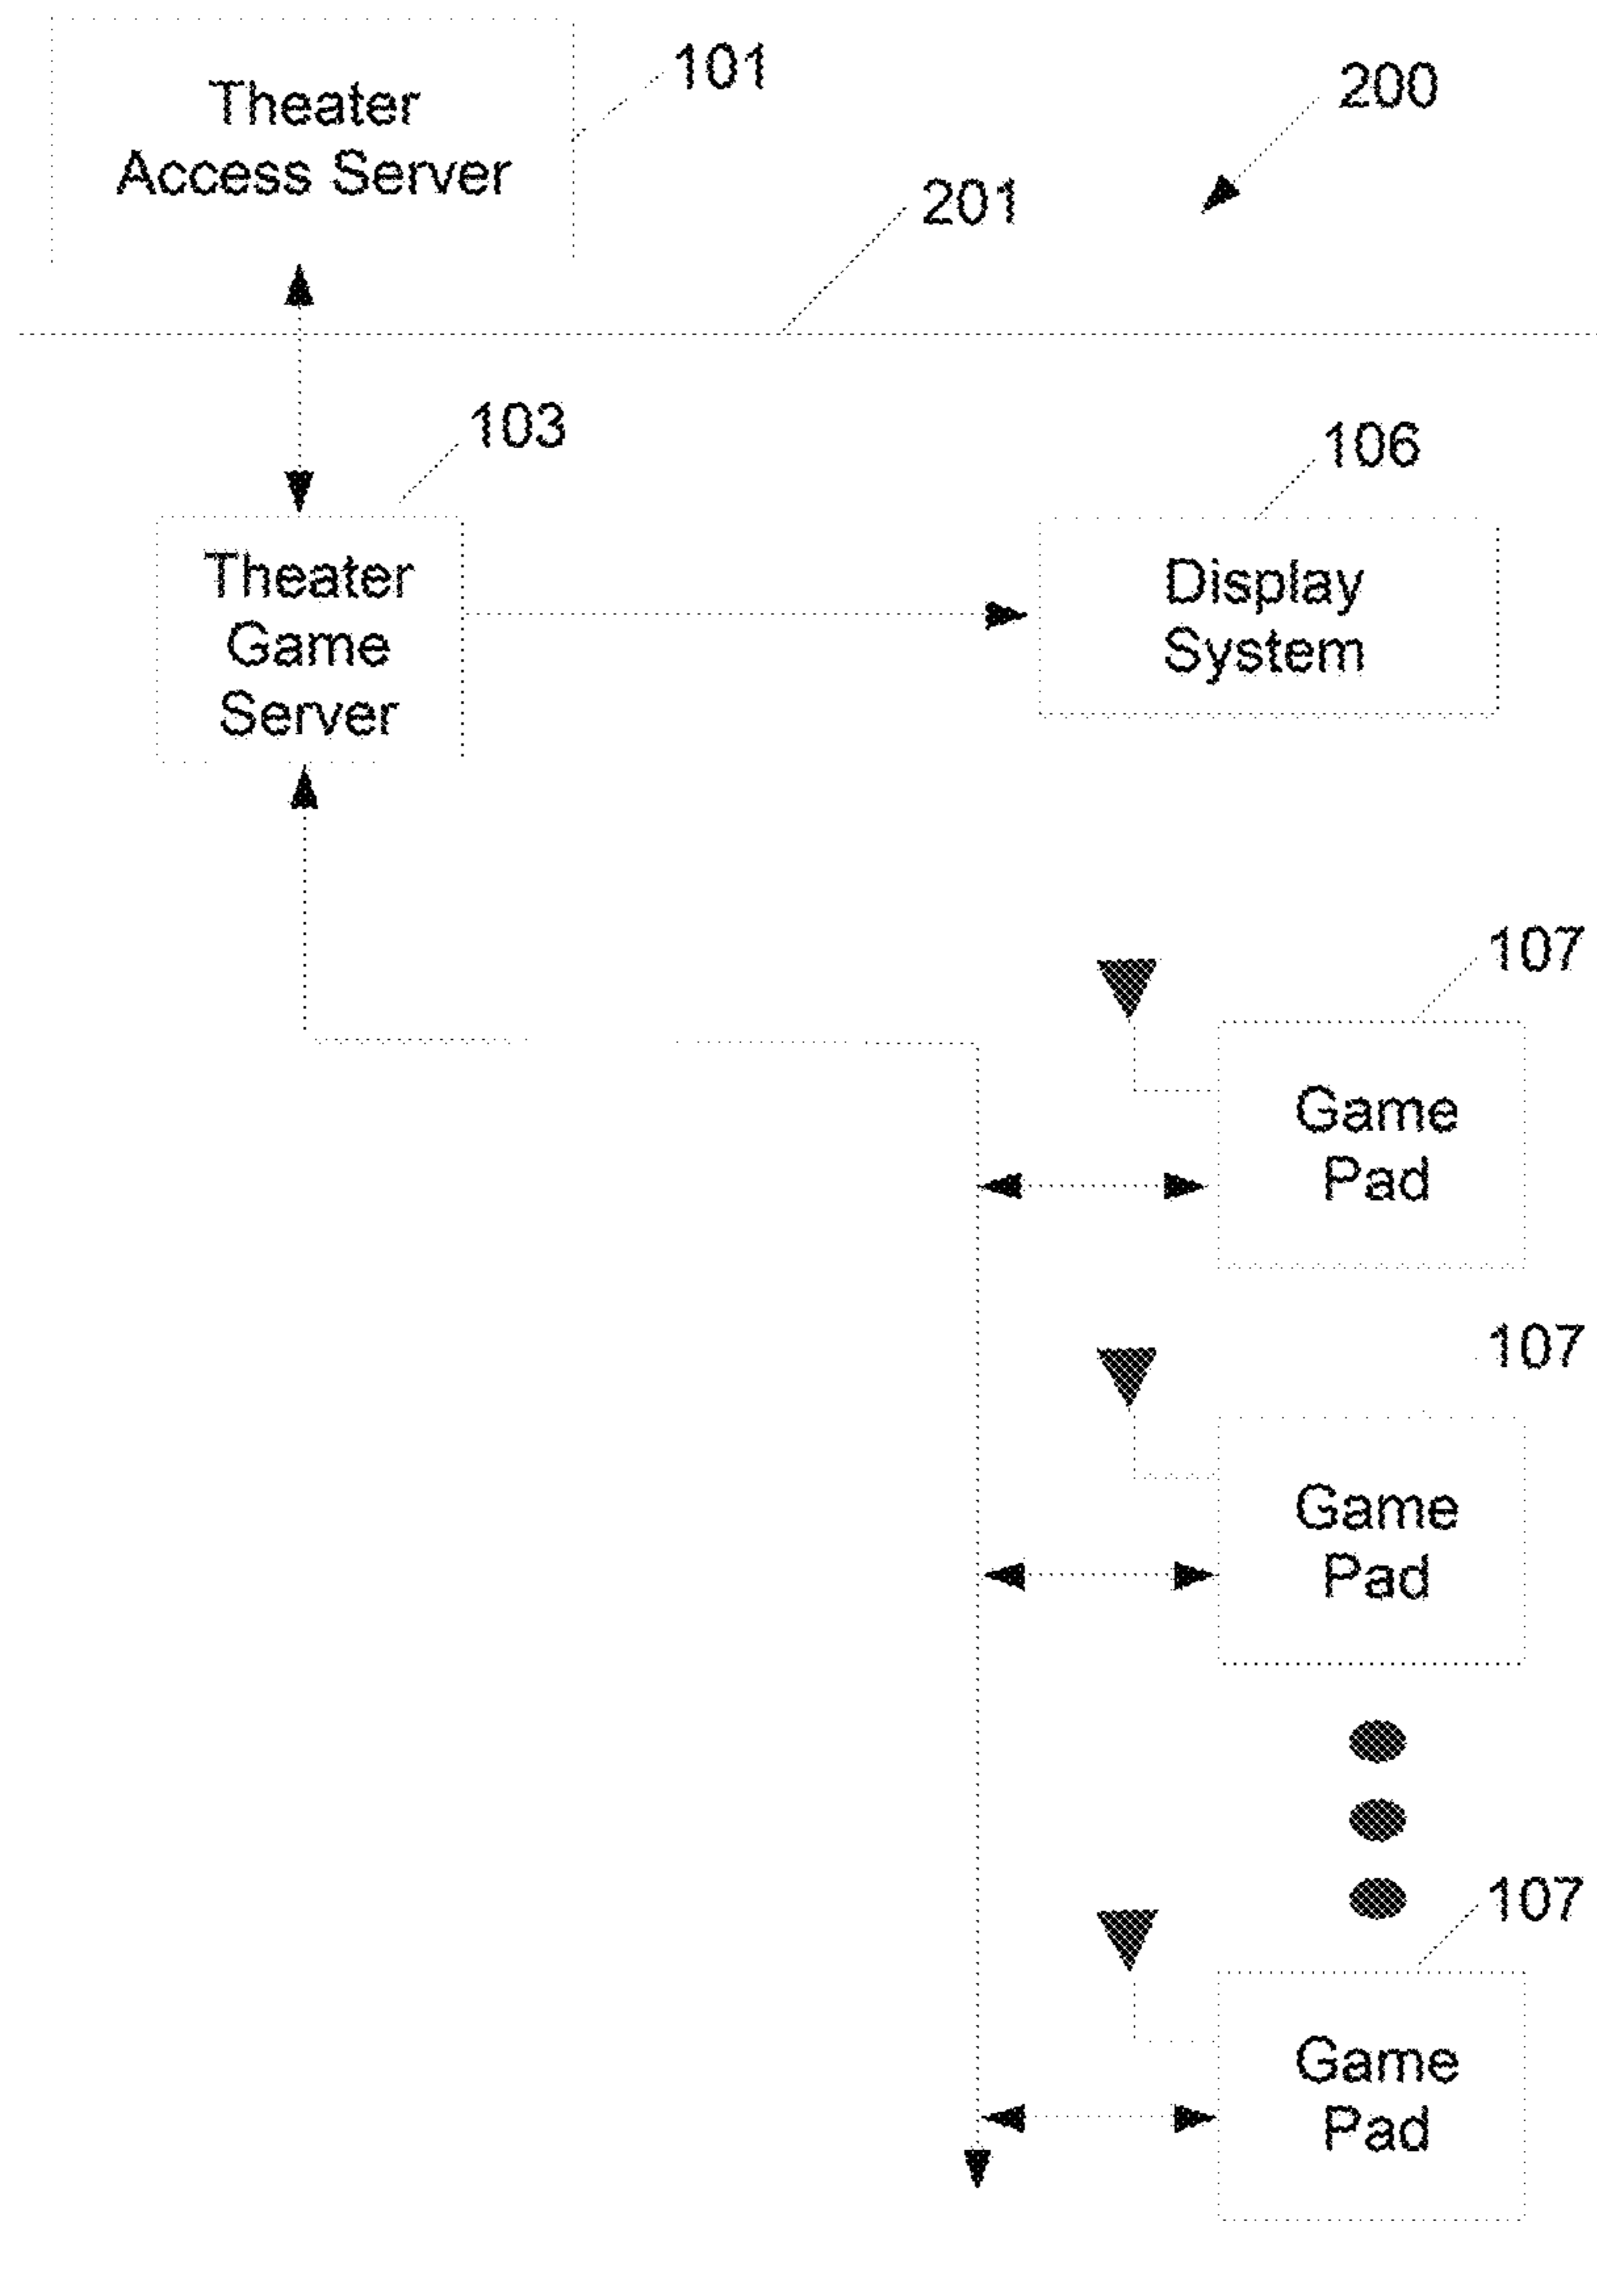 Theater
Access Server
101
200
201
103
106
Theater
Game
Server
Display
System
107
Game
Pad
107
Game
Pad
107
Game
Pad